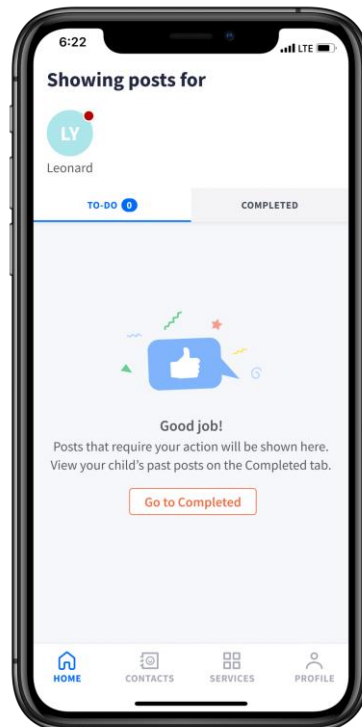 6:22
LTE
Showing posts for
LY
Leonard
TO-DO 0
COMPLETED
Good job!
Posts that require your action will be shown here.
View your child's past posts on the Completed tab.
Go to Completed
HOME
CONTACTS
SERVICES
PROFILE